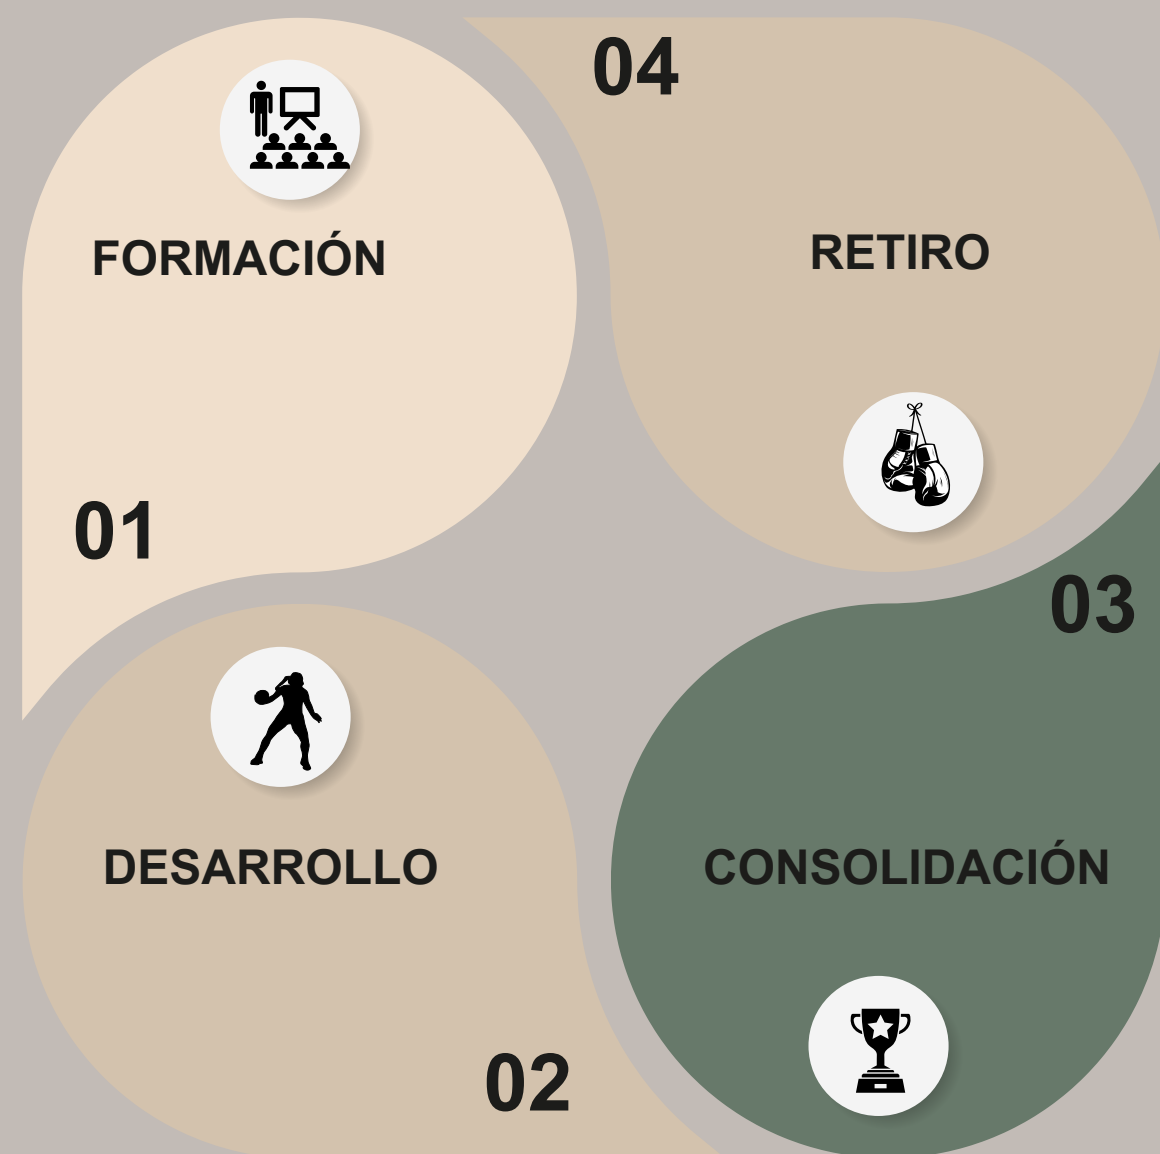 04
FORMACIÓN
RETIRO
01
03
DESARROLLO
CONSOLIDACIÓN
02